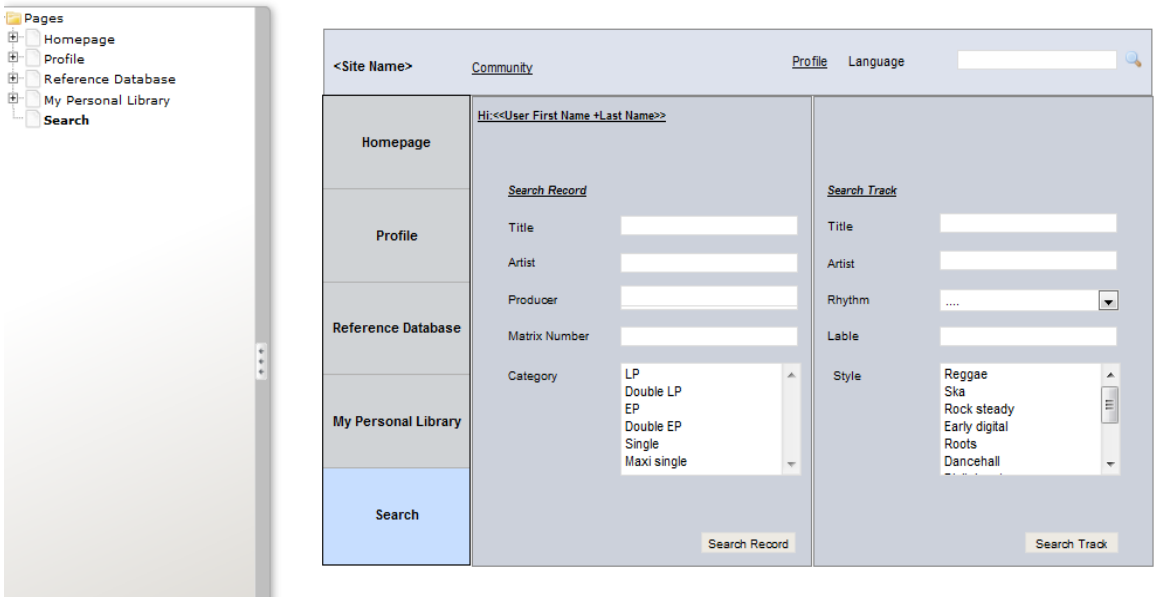 Pages
Homepage
Profile
Reference Database
My Personal Library
Search
<Site Name>
Community
Profile
Language
Homepage
Profile
Reference Database
My Personal Library
Search
Hi:<<User First Name +Last Name>>
Search Record
Title
Artist
Producer
Matrix Number
Category
LP
Double LP
EP
Double EP
Single
Maxi single
Search Record
Search Track
Title
Artist
Rhythm
....
Lable
Style
Reggae
Ska
Rock steady
Early digital
Roots
Dancehall
Search Track